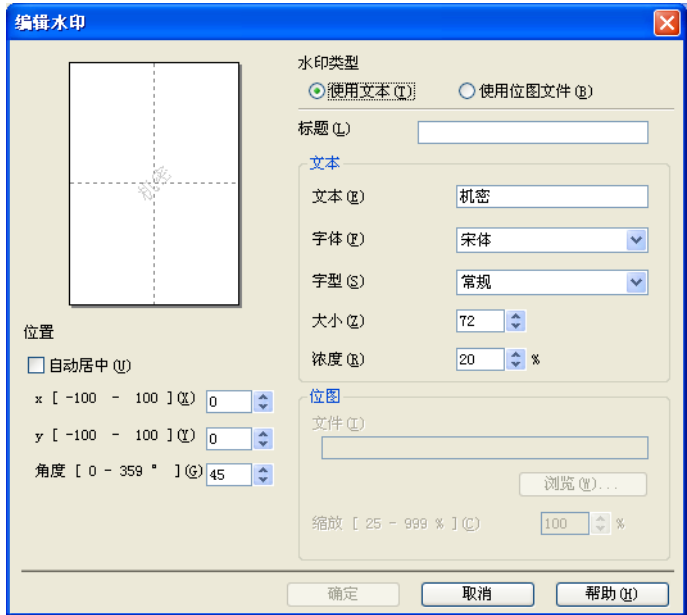 编辑水印
机密
水印类型
使用文本(T)
使用位图文件(B)
标题(L)
文本
文本(E)
机密
字体(F)
宋体
字型(S)
常规
大小(Z)
72
浓度(R)
20 %
位置
自动居中(U)
x [ -100 - 100 ](X) 0
y [ -100 - 100 ](Y) 0
角度 [ 0 - 359 ° ](G) 45
位图
文件(I)
浏览(W)...
缩放 [ 25 - 999 % ](C)
100 %
确定
取消
帮助(H)